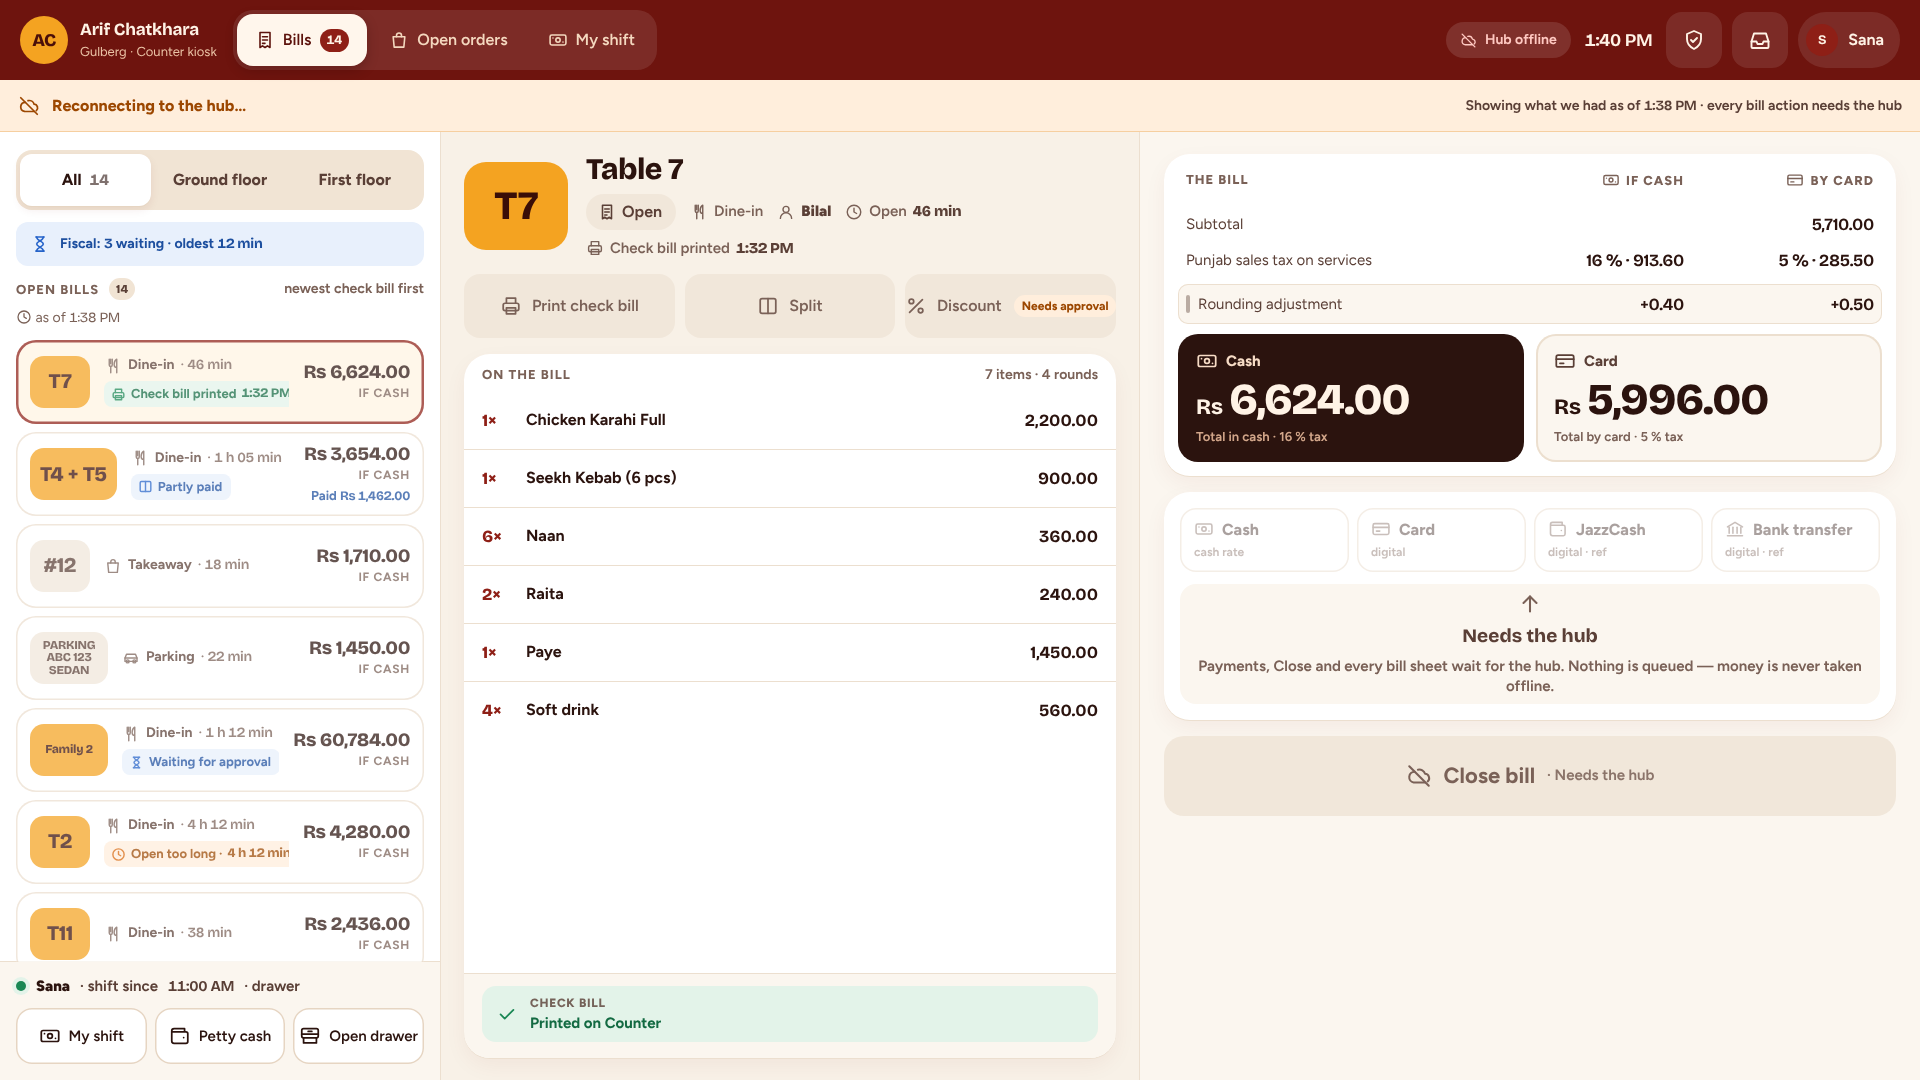 AC
Arif Chatkhara
Gulberg · Counter kiosk
Bills 14
Open orders
My shift
Hub offline
1:40 PM
S
Sana
Reconnecting to the hub...
Showing what we had as of 1:38 PM · every bill action needs the hub
All 14
Ground floor
First floor
Fiscal: 3 waiting · oldest 12 min
OPEN BILLS 14
newest check bill first
as of 1:38 PM
T7
Dine-in · 46 min
Check bill printed 1:32 PM
Rs 6,624.00
IF CASH
T4 + T5
Dine-in · 1 h 05 min
Partly paid
Rs 3,654.00
IF CASH
Paid Rs 1,462.00
#12
Takeaway · 18 min
Rs 1,710.00
IF CASH
PARKING
ABC 123
SEDAN
Parking · 22 min
Rs 1,450.00
IF CASH
Family 2
Dine-in · 1 h 12 min
Waiting for approval
Rs 60,784.00
IF CASH
T2
Dine-in · 4 h 12 min
Open too long · 4 h 12 min
Rs 4,280.00
IF CASH
T11
Dine-in · 38 min
Rs 2,436.00
IF CASH
Sana · shift since 11:00 AM · drawer
My shift
Petty cash
Open drawer
T7
Table 7
Open
Dine-in
Bilal
Open 46 min
Check bill printed 1:32 PM
Print check bill
Split
Discount
Needs approval
ON THE BILL
7 items · 4 rounds
1× Chicken Karahi Full 2,200.00
1× Seekh Kebab (6 pcs) 900.00
6× Naan 360.00
2× Raita 240.00
1× Paye 1,450.00
4× Soft drink 560.00
CHECK BILL
Printed on Counter
THE BILL
IF CASH
BY CARD
Subtotal 5,710.00
Punjab sales tax on services 16 % · 913.60 5 % · 285.50
Rounding adjustment +0.40 +0.50
Cash
Rs 6,624.00
Total in cash · 16 % tax
Card
Rs 5,996.00
Total by card · 5 % tax
Cash
cash rate
Card
digital
JazzCash
digital · ref
Bank transfer
digital · ref
Needs the hub
Payments, Close and every bill sheet wait for the hub. Nothing is queued — money is never taken
offline.
Close bill · Needs the hub